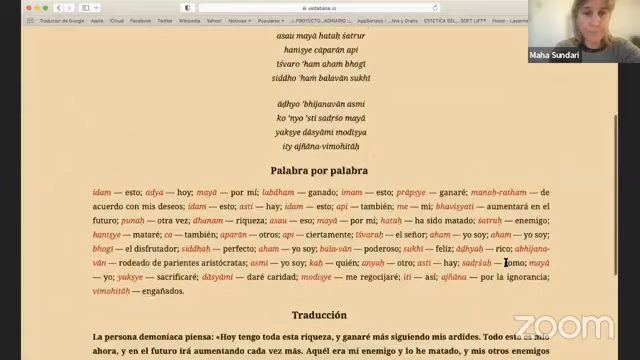 vedabase.io
Dictionary
YouTube
Wikipedia
Noticias
Populares
asau mayā hataḥ śatrur
haniṣye cāparān api
īśvaro 'ham ahaṁ bhogī
siddho 'haṁ balavān sukhī
āḍhyo 'bhijanavān asmi
ko 'nyo 'sti sadṛśo mayā
yakṣye dāsyāmi modiṣya
ity ajñāna-vimohitāḥ
Palabra por palabra
idam — esto; adya — hoy; mayā — por mí; labdham — ganado; imam — esto; prāpsye — ganaré; manaḥ-ratham — de
acuerdo con mis deseos; idam — esto; asti — hay; idam — esto; api — también; me — mi; bhaviṣyati — aumentará en el
futuro; punaḥ — otra vez; dhanam — riqueza; asau — eso; mayā — por mí; hataḥ — ha sido matado; śatruḥ — enemigo;
haniṣye — mataré; ca — también; aparān — otros; api — ciertamente; īśvaraḥ — el señor; aham — yo soy; aham — yo soy;
bhogī — el disfrutador; siddhaḥ — perfecto; aham — yo soy; bala-vān — poderoso; sukhī — feliz; āḍhyaḥ — rico; abhijana-
vān — rodeado de parientes aristócratas; asmi — yo soy; kaḥ — quién; anyaḥ — otro; asti — hay; sadṛśaḥ — como; mayā
— yo; yakṣye — sacrificaré; dāsyāmi — daré caridad; modiṣye — me regocijaré; iti — así; ajñāna — por la ignorancia;
vimohitāḥ — engañados.
Traducción
La persona demoníaca piensa: «Hoy tengo toda esta riqueza, y ganaré más siguiendo mis ardides. Todo esto es mío
ahora, y en el futuro irá aumentando cada vez más. Aquél era mi enemigo y lo he matado, y mis otros enemigos
Maha Sundari
zoom